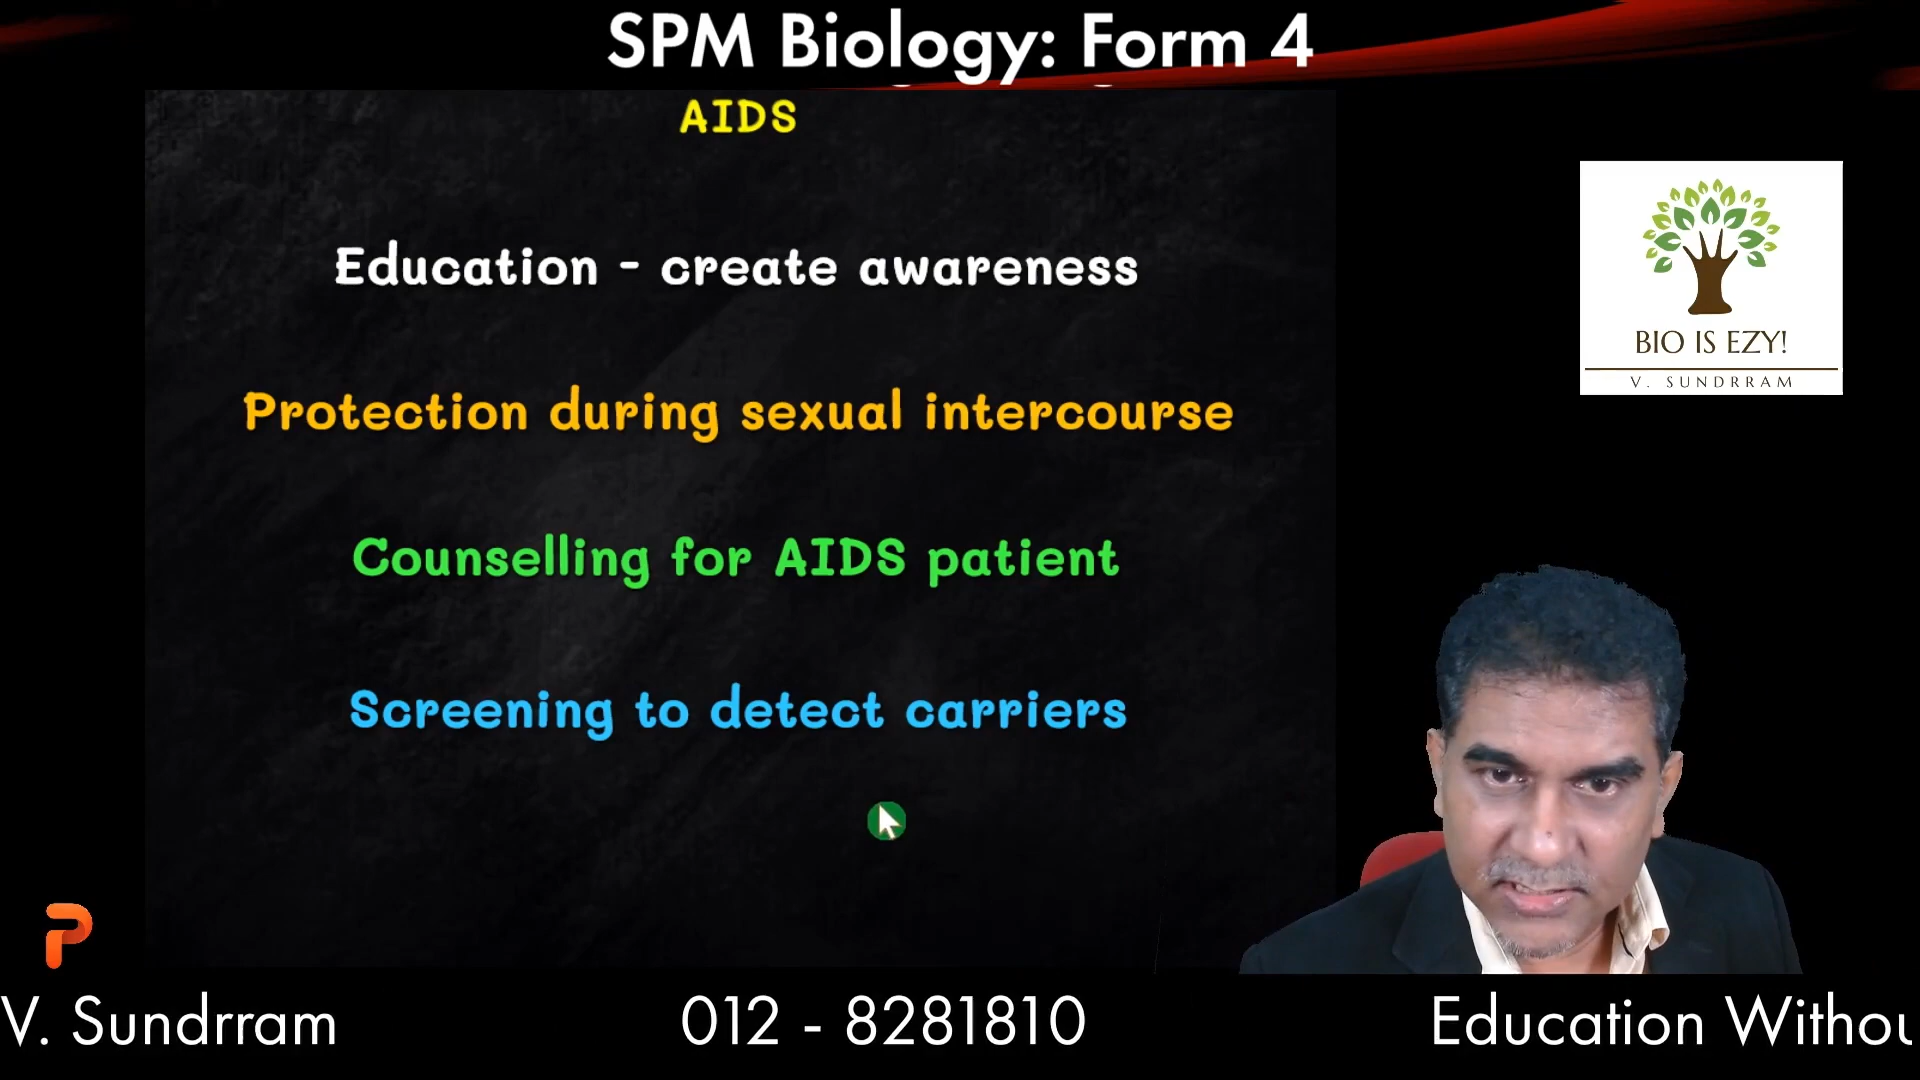 SPM Biology: Form 4
AIDS
Education - create awareness
Protection during sexual intercourse
Counselling for AIDS patient
Screening to detect carriers
BIO IS EZY!
V. SUNDRRAM
P
V. Sundrram
012 - 8281810
Education Withou